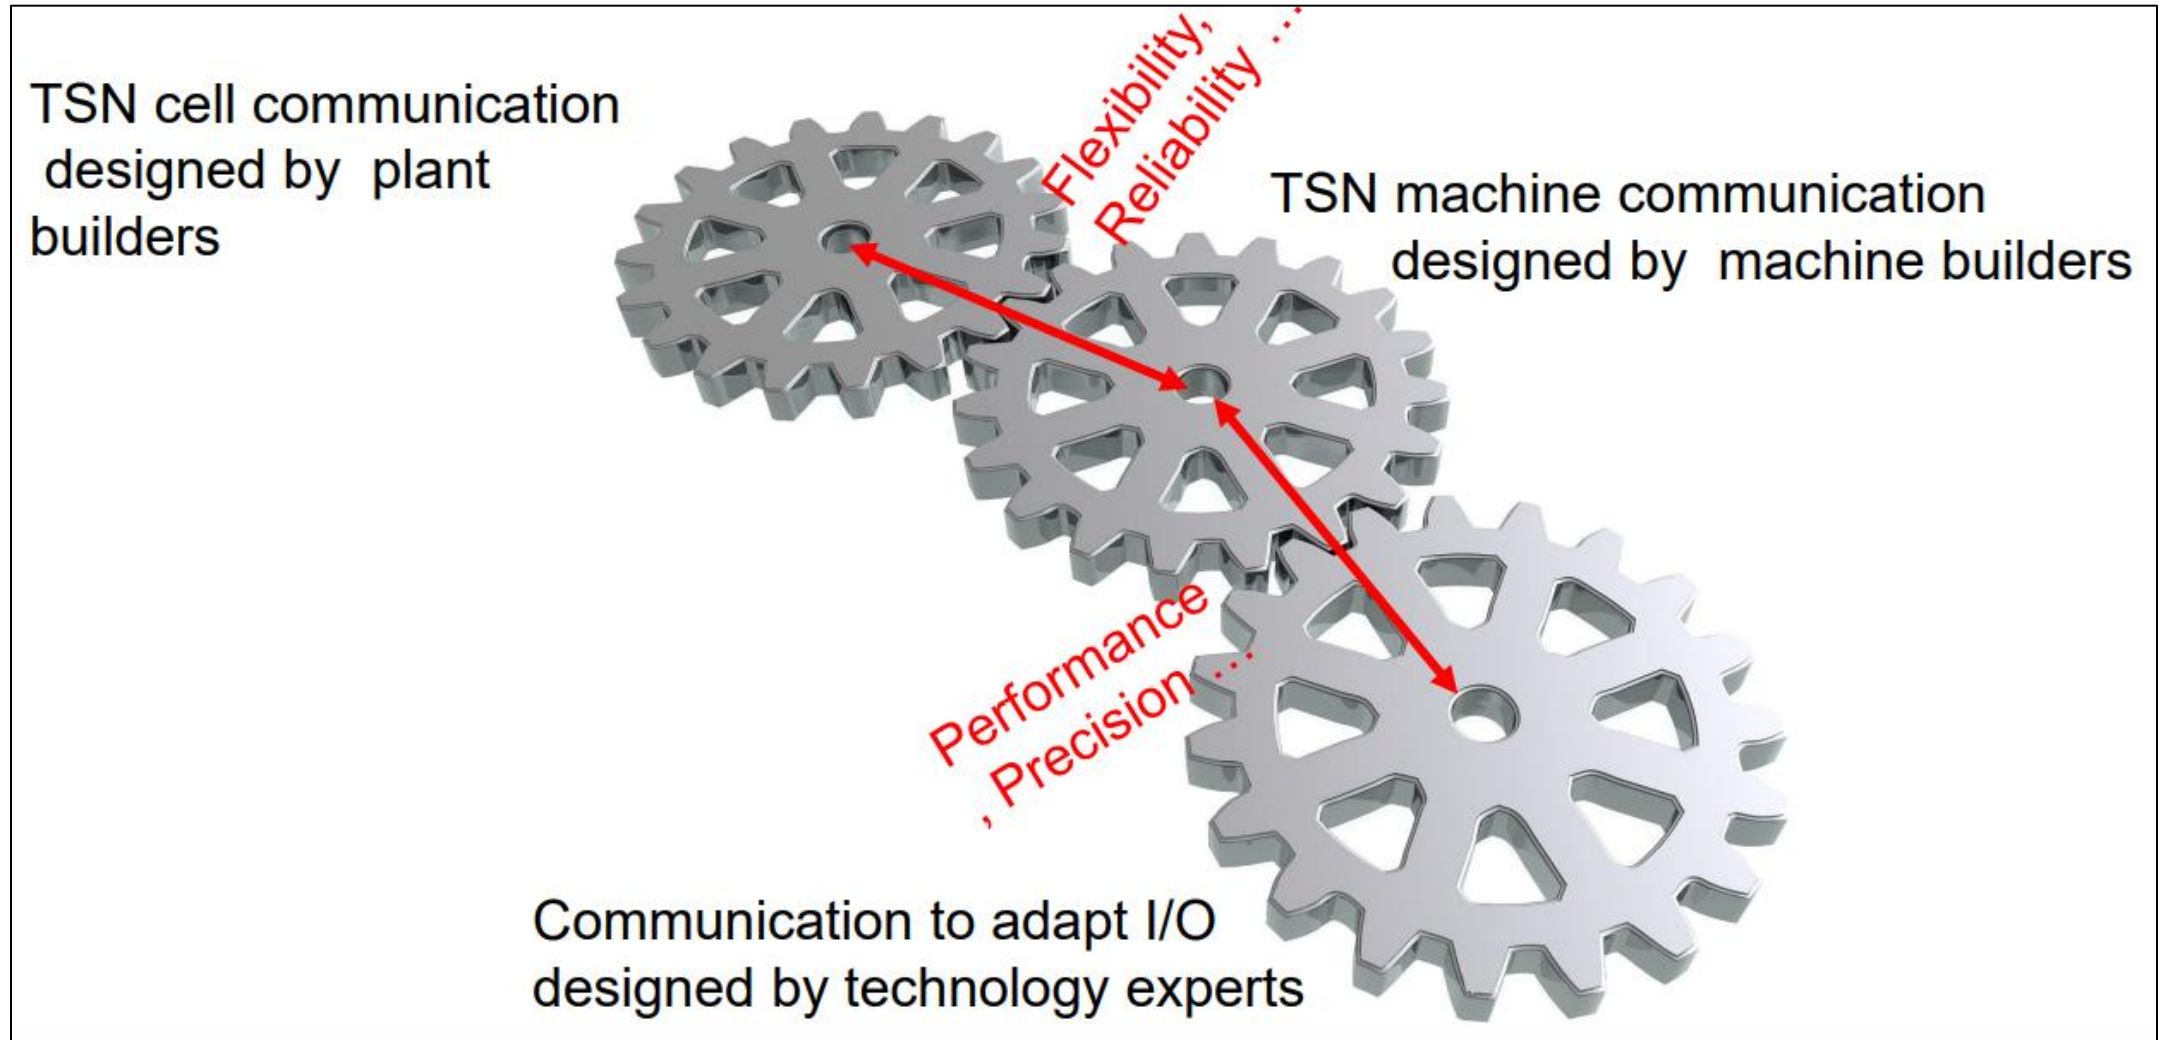 TSN cell communication
designed by plant
builders
Flexibility,
Reliability ...
TSN machine communication
designed by machine builders
Performance
, Precision ...
Communication to adapt I/O
designed by technology experts